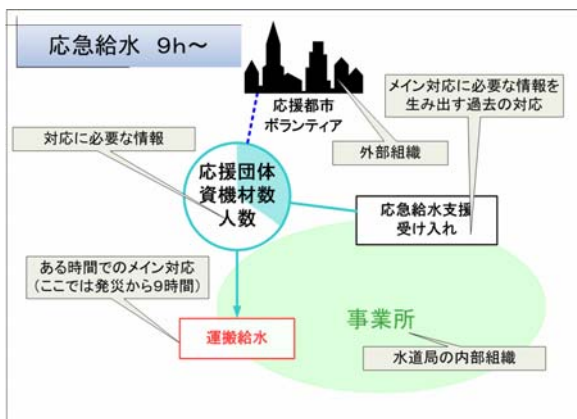 応急給水 9h～
応援都市
ボランティア
メイン対応に必要な情報を
生み出す過去の対応
対応に必要な情報
外部組織
応援団体
資機材数
人数
応急給水支援
受け入れ
ある時間でのメイン対応
（ここでは発災から9時間）
事業所
運搬給水
水道局の内部組織